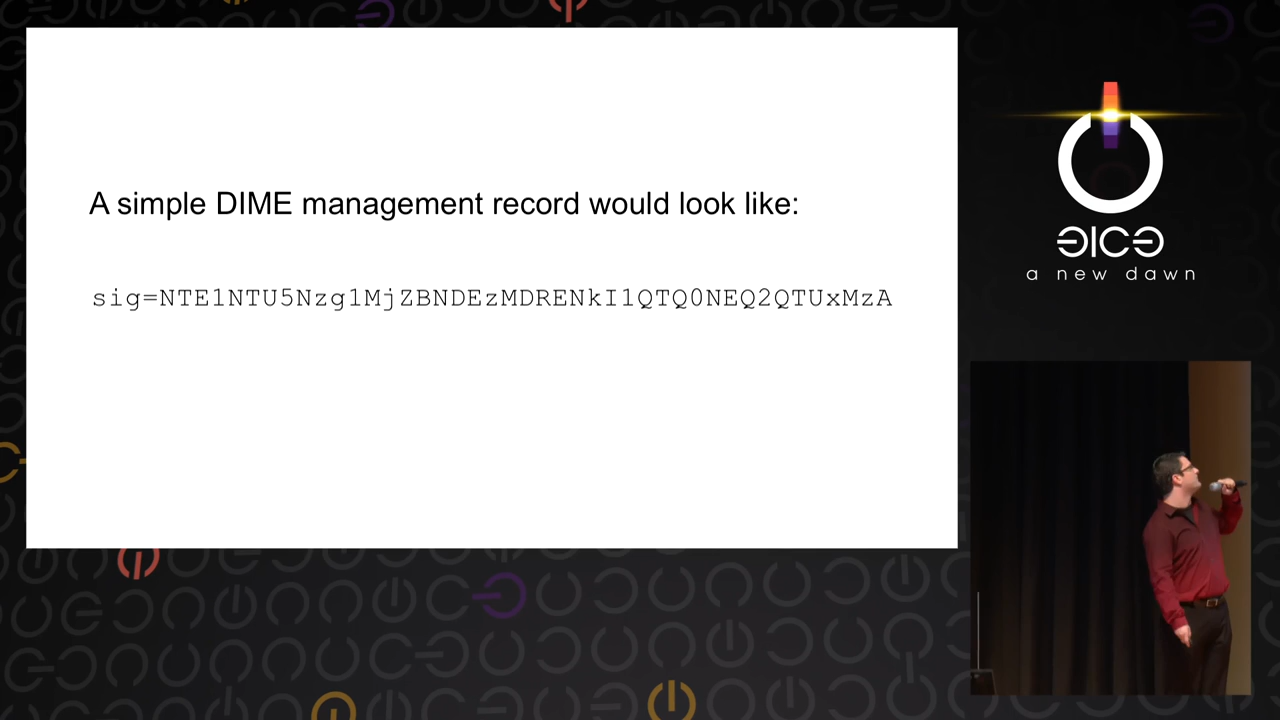 A simple DIME management record would look like:
sig=NTE1NTU5Nzg1MjZBNDEzMDRENkI1QTQ0NEQ2QTUxMzA
a new dawn